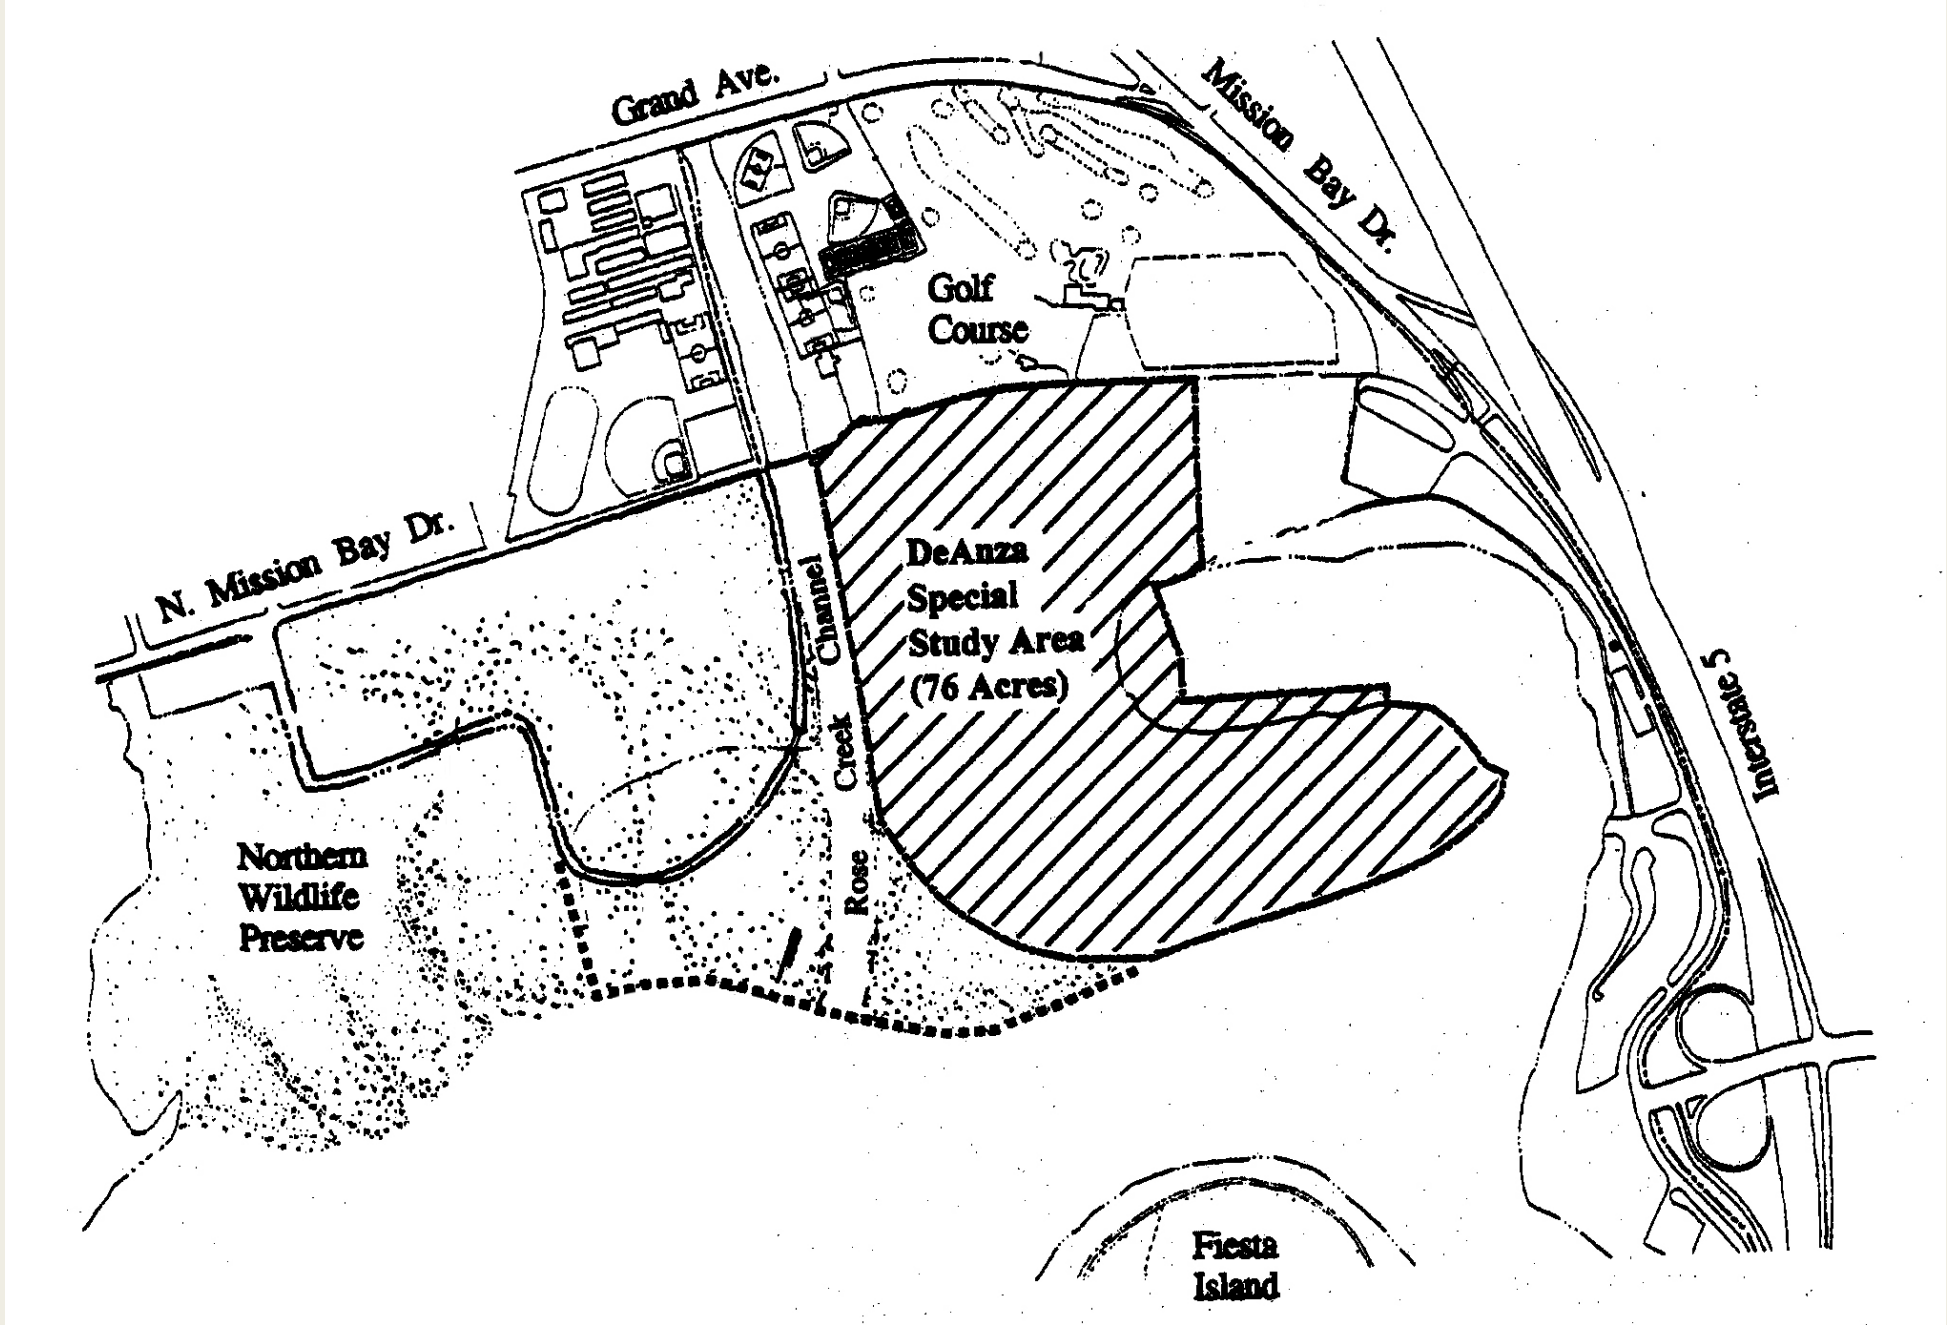 Grand Ave.
Mission Bay Dr.
Golf
Course
N. Mission Bay Dr.
DeAnza
Special
Study Area
(76 Acres)
Rose Creek Channel
Interstate 5
Northern
Wildlife
Preserve
Fiesta
Island